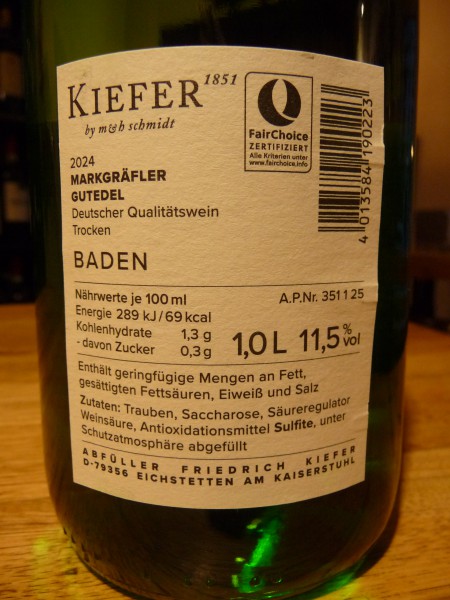 KIEFER 1851
by m&h schmidt
FairChoice
ZERTIFIZIERT
Alle Kriterien unter
www.fairchoice.info
4 013584 190223
2024
MARKGRÄFLER
GUTEDEL
Deutscher Qualitätswein
Trocken
BADEN
Nährwerte je 100 ml A.P.Nr. 351 1 25
Energie 289 kJ / 69 kcal
Kohlenhydrate 1,3 g
- davon Zucker 0,3 g
1,0 L 11,5 % vol
Enthält geringfügige Mengen an Fett,
gesättigten Fettsäuren, Eiweiß und Salz
Zutaten: Trauben, Saccharose, Säureregulator
Weinsäure, Antioxidationsmittel Sulfite, unter
Schutzatmosphäre abgefüllt
ABFÜLLER FRIEDRICH KIEFER
D-79356 EICHSTETTEN AM KAISERSTUHL